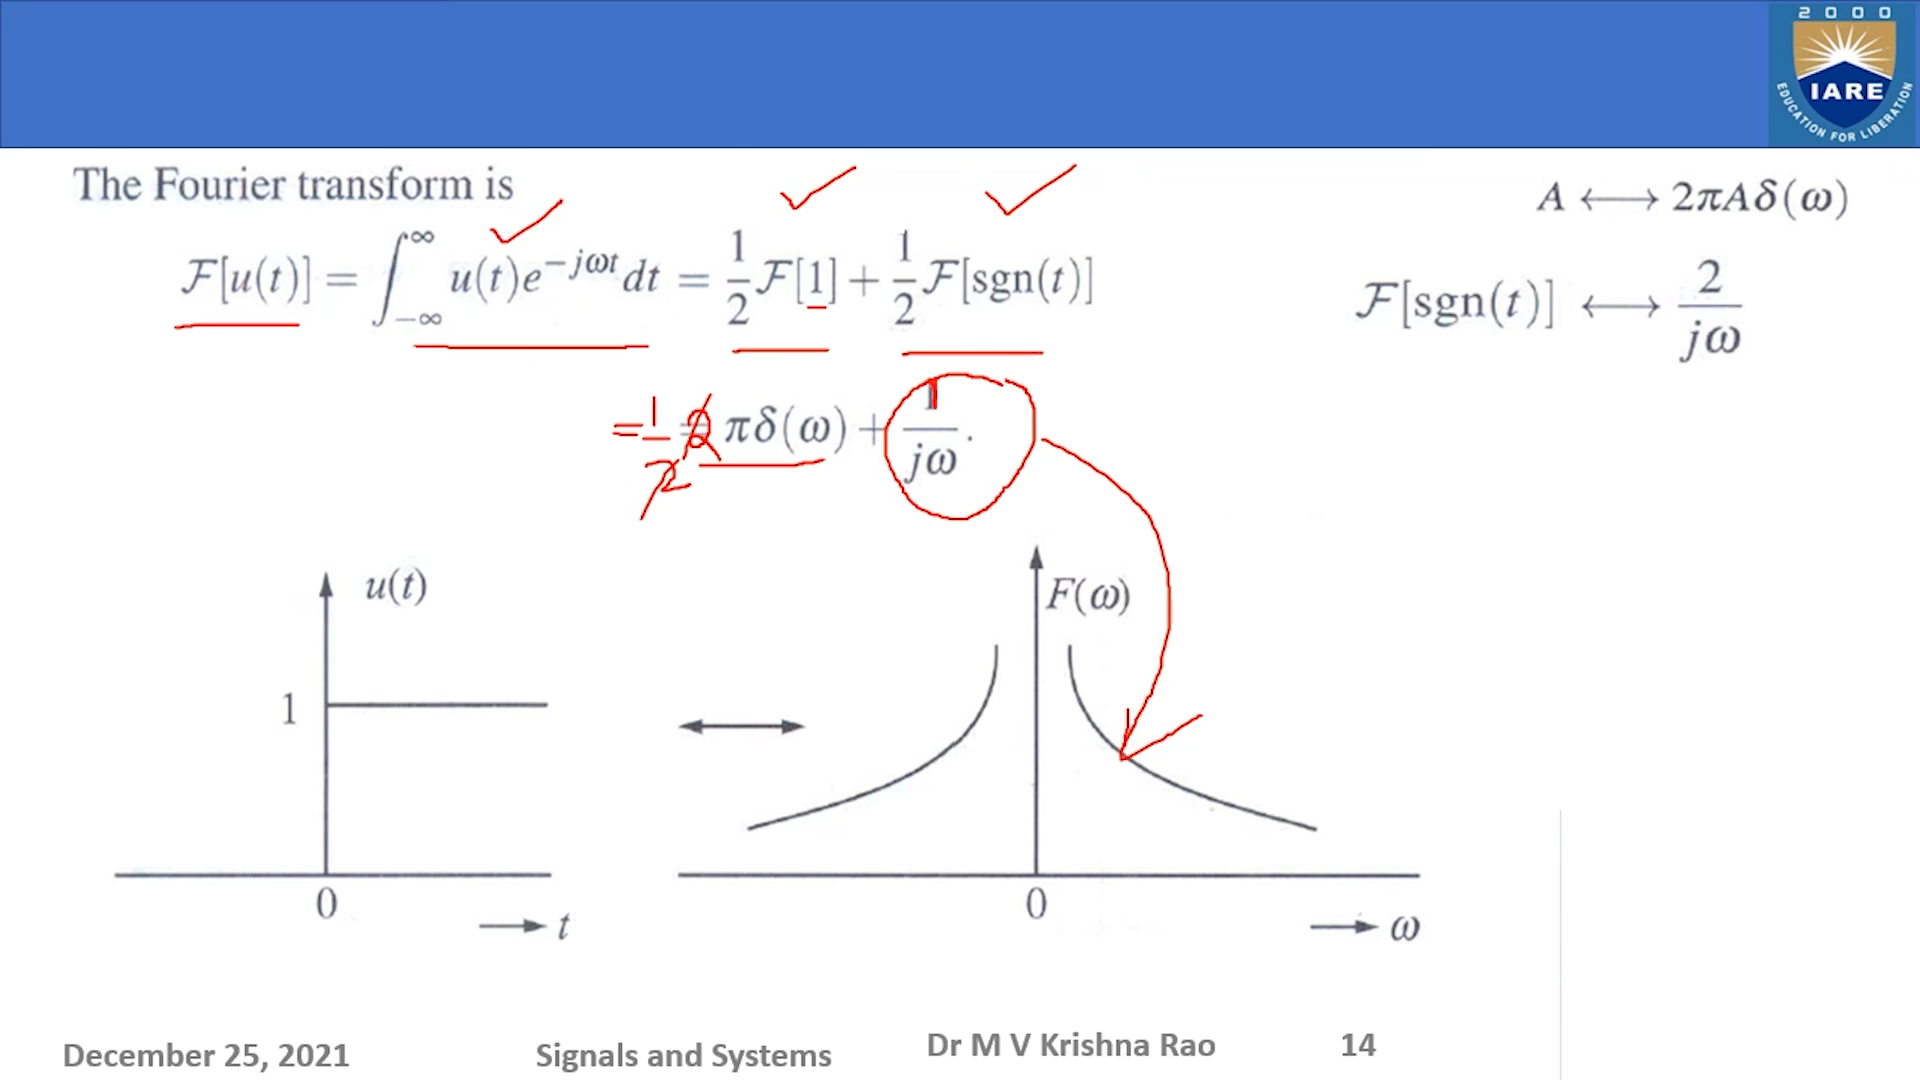 2000
IARE
EDUCATION FOR LIBERATION
The Fourier transform is
A ⟷ 2πAδ(ω)
ℱ[u(t)] = ∫_{−∞}^{∞} u(t)e^{−jωt} dt = 1/2 ℱ[1] + 1/2 ℱ[sgn(t)]
ℱ[sgn(t)] ⟷ 2/jω
= 1/2 2 πδ(ω) + 1/jω.
u(t)
F(ω)
1
0
0
t
ω
December 25, 2021
Signals and Systems
Dr M V Krishna Rao
14